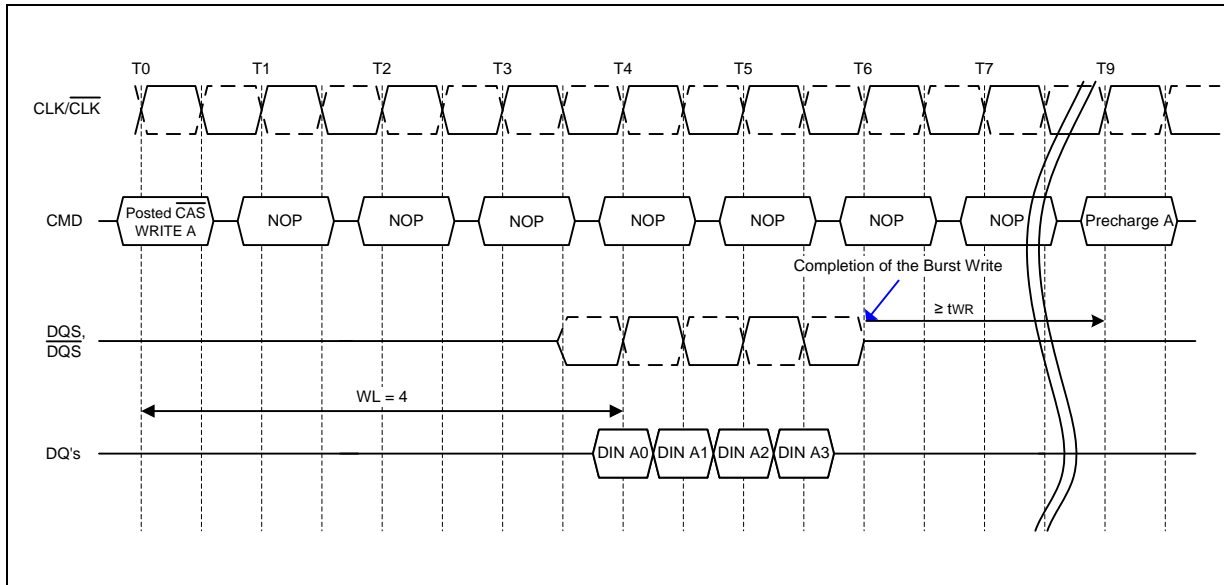 T0 T1 T2 T3 T4 T5 T6 T7 T9
CLK/CLK
CMD
Posted CAS
WRITE A
NOP NOP NOP NOP NOP NOP NOP Precharge A
Completion of the Burst Write
≥ tWR
DQS,
DQS
WL = 4
DQ's
DIN A0 DIN A1 DIN A2 DIN A3